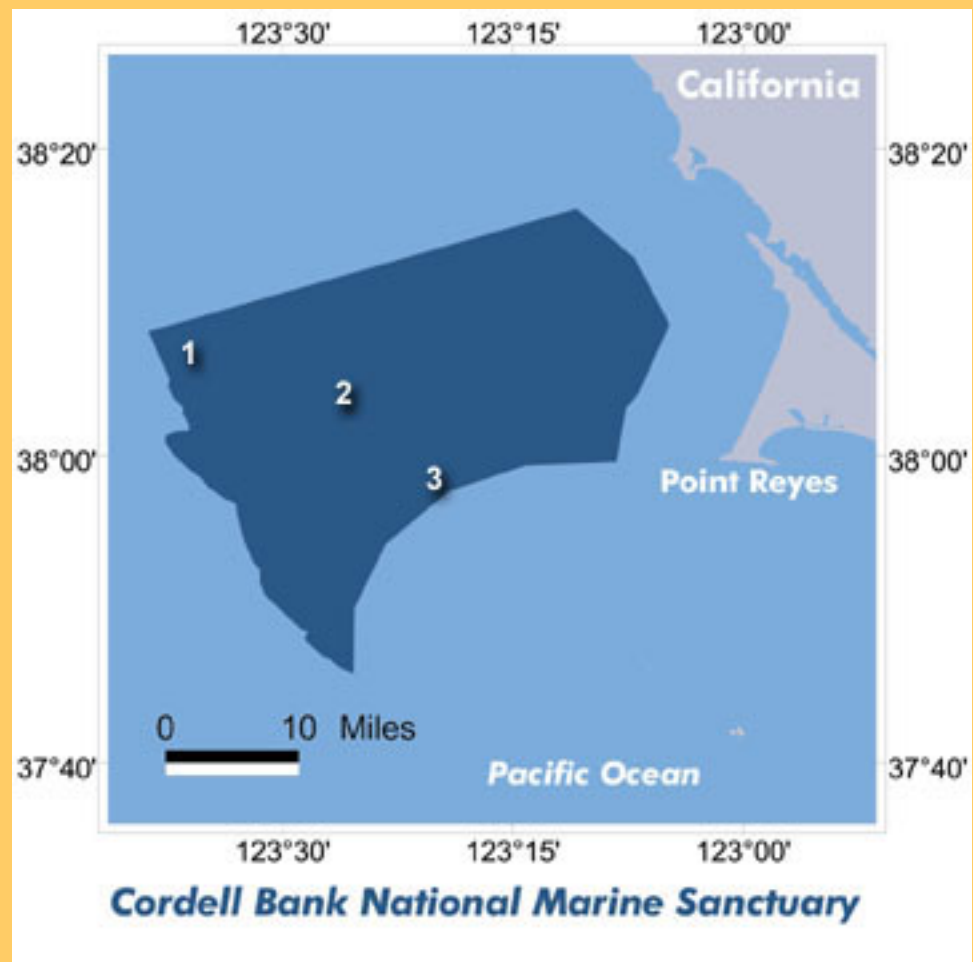 123°30' 123°15' 123°00'
California
38°20' 38°20'
1
2
3
38°00' 38°00'
Point Reyes
0 10 Miles
37°40' 37°40'
Pacific Ocean
123°30' 123°15' 123°00'
Cordell Bank National Marine Sanctuary